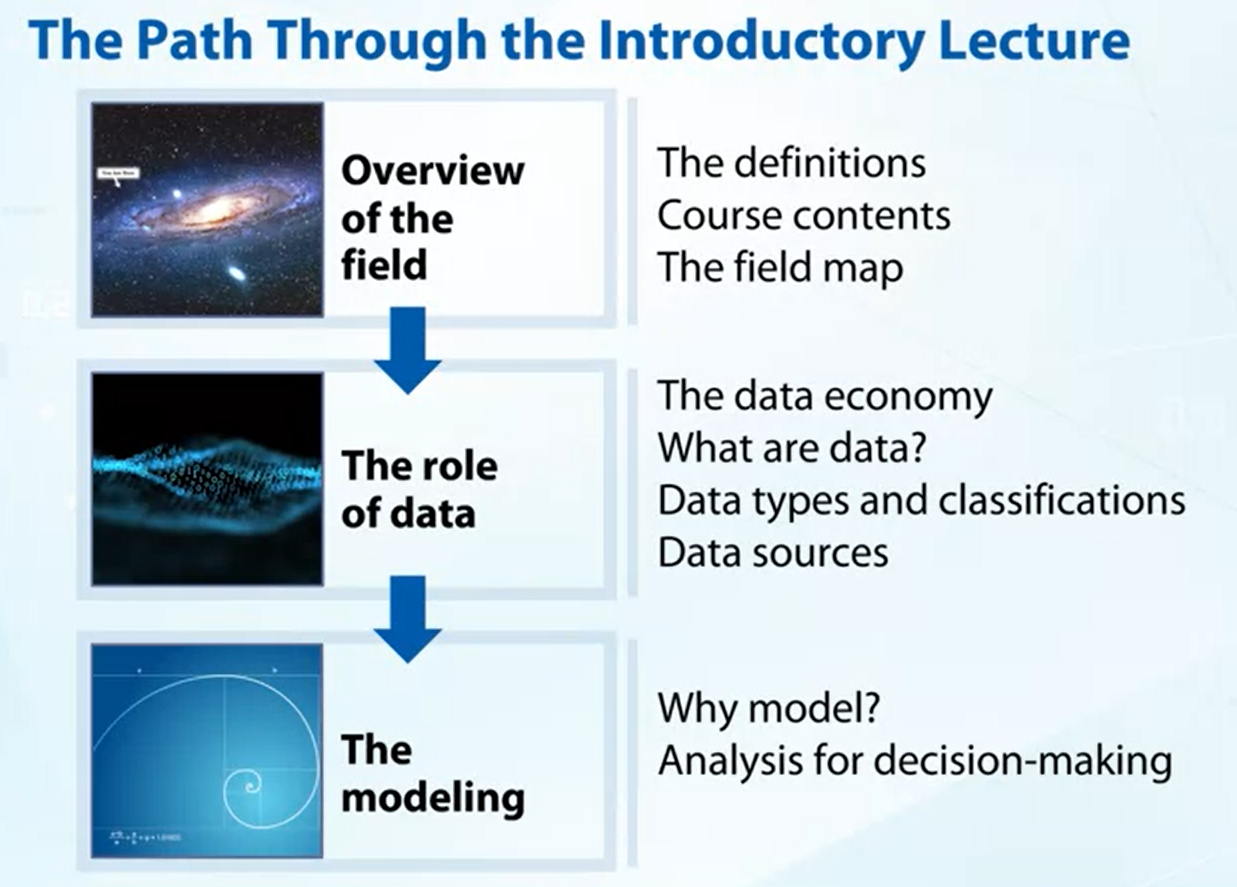 The Path Through the Introductory Lecture
Overview
of the
field
The definitions
Course contents
The field map
The role
of data
The data economy
What are data?
Data types and classifications
Data sources
The
modeling
Why model?
Analysis for decision-making